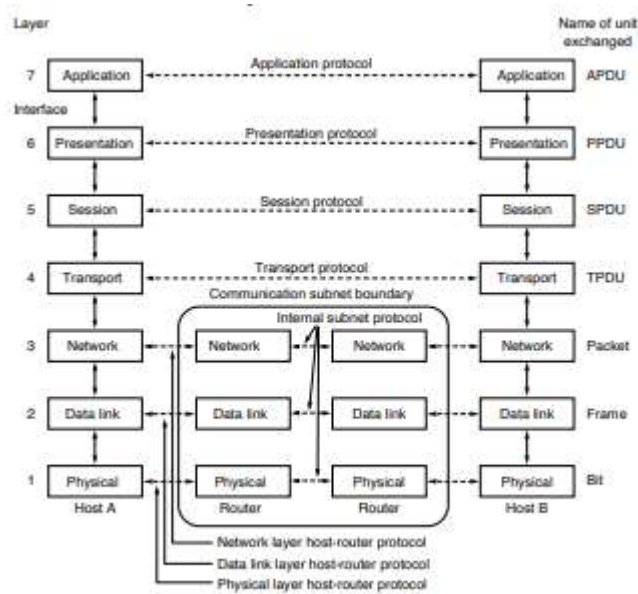 Layer
Name of unit exchanged
7 Application Application protocol Application APDU
Interface
6 Presentation Presentation protocol Presentation PPDU
5 Session Session protocol Session SPDU
4 Transport Transport protocol Transport TPDU
Communication subnet boundary
Internal subnet protocol
3 Network Network Network Network Packet
2 Data link Data link Data link Data link Frame
1 Physical Physical Physical Physical Bit
Host A Router Router Host B
Network layer host-router protocol
Data link layer host-router protocol
Physical layer host-router protocol